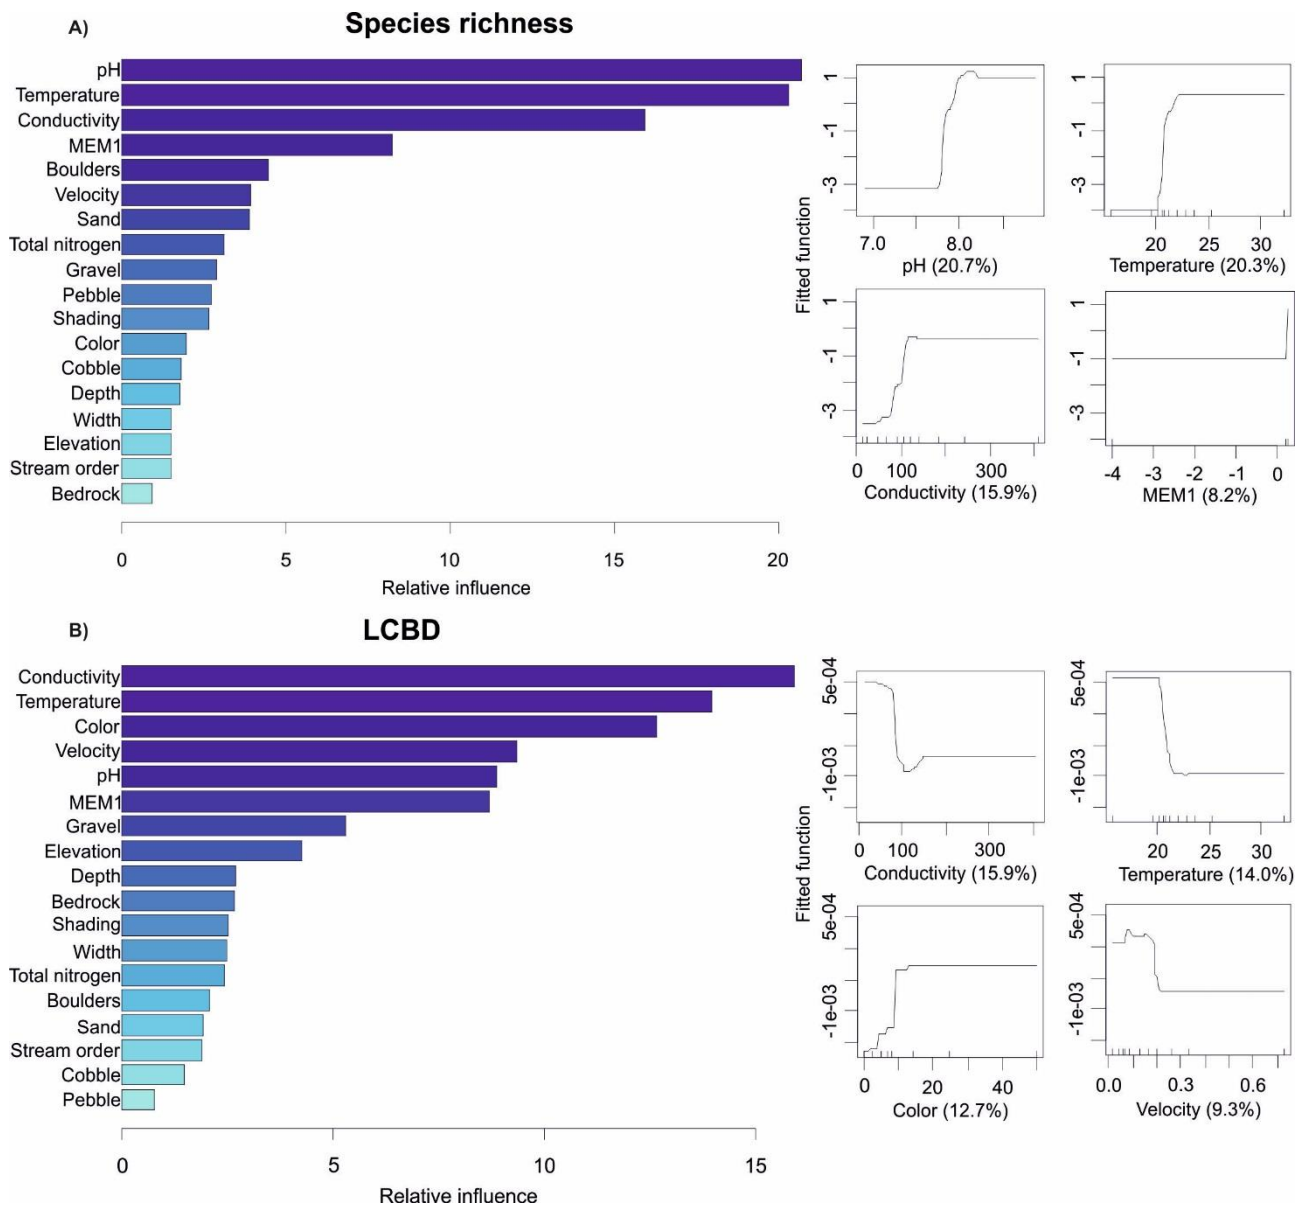 A)
Species richness
pH
Temperature
Conductivity
MEM1
Boulders
Velocity
Sand
Total nitrogen
Gravel
Pebble
Shading
Color
Cobble
Depth
Width
Elevation
Stream order
Bedrock
0 5 10 15 20
Relative influence
Fitted function
1
-1
-3
7.0 8.0
pH (20.7%)
1
-1
-3
20 25 30
Temperature (20.3%)
1
-1
-3
0 100 300
Conductivity (15.9%)
1
-1
-3
-4 -3 -2 -1 0
MEM1 (8.2%)
B)
LCBD
Conductivity
Temperature
Color
Velocity
pH
MEM1
Gravel
Elevation
Depth
Bedrock
Shading
Width
Total nitrogen
Boulders
Sand
Stream order
Cobble
Pebble
0 5 10 15
Relative influence
Fitted function
5e-04
-1e-03
0 100 300
Conductivity (15.9%)
5e-04
-1e-03
20 25 30
Temperature (14.0%)
5e-04
-1e-03
0 20 40
Color (12.7%)
5e-04
-1e-03
0.0 0.3 0.6
Velocity (9.3%)